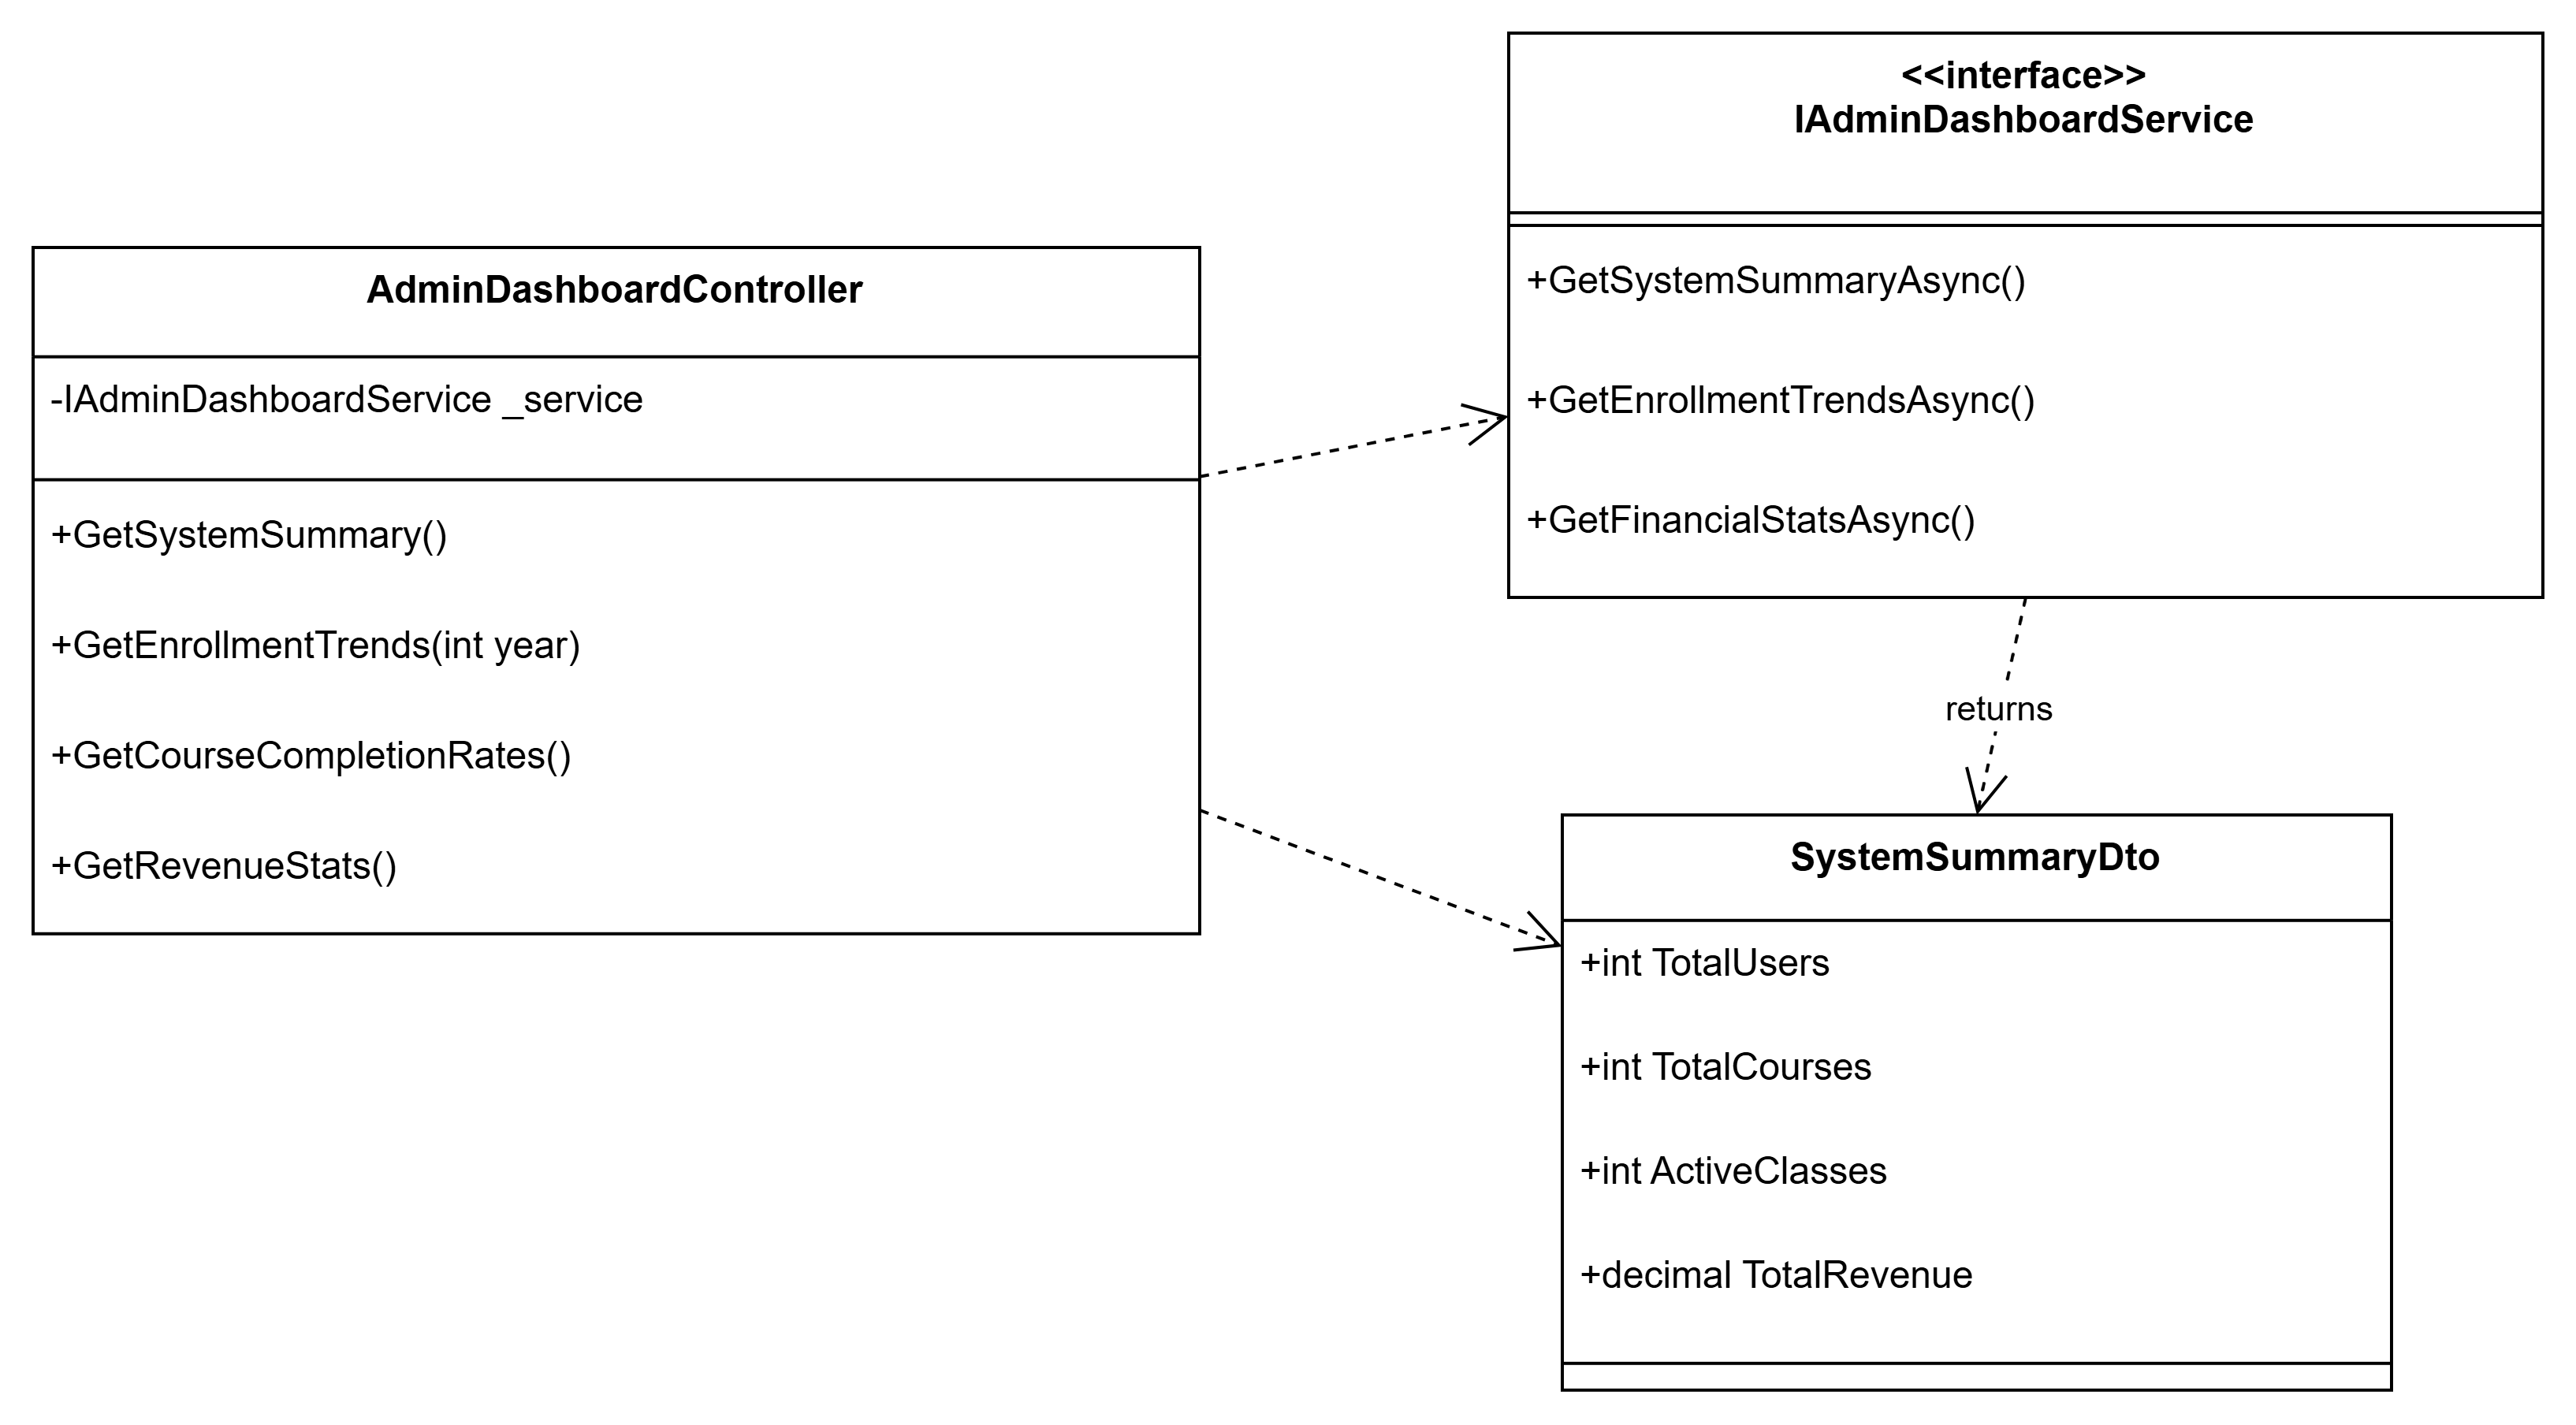 AdminDashboardController
-IAdminDashboardService _service
+GetSystemSummary()
+GetEnrollmentTrends(int year)
+GetCourseCompletionRates()
+GetRevenueStats()
<<interface>>
IAdminDashboardService
+GetSystemSummaryAsync()
+GetEnrollmentTrendsAsync()
+GetFinancialStatsAsync()
returns
SystemSummaryDto
+int TotalUsers
+int TotalCourses
+int ActiveClasses
+decimal TotalRevenue